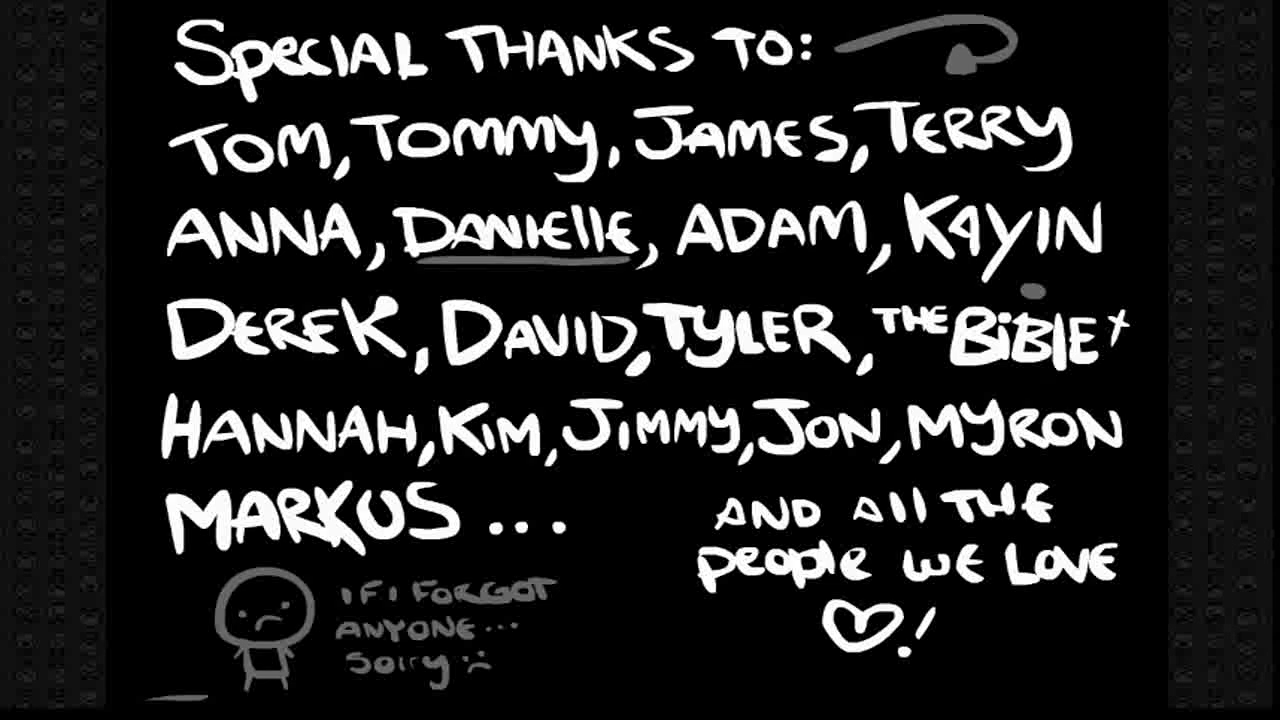 SPECIAL THANKS TO:
TOM, TOMMY, JAMES, TERRY
ANNA, DANIELLE, ADAM, KAYIN
DEREK, DAVID, TYLER, THE BIBLE
HANNAH, KIM, JIMMY, JON, MYRON
MARKUS...
AND ALL THE
PEOPLE WE LOVE
♡!
IF I FORGOT
ANYONE...
SORRY :(